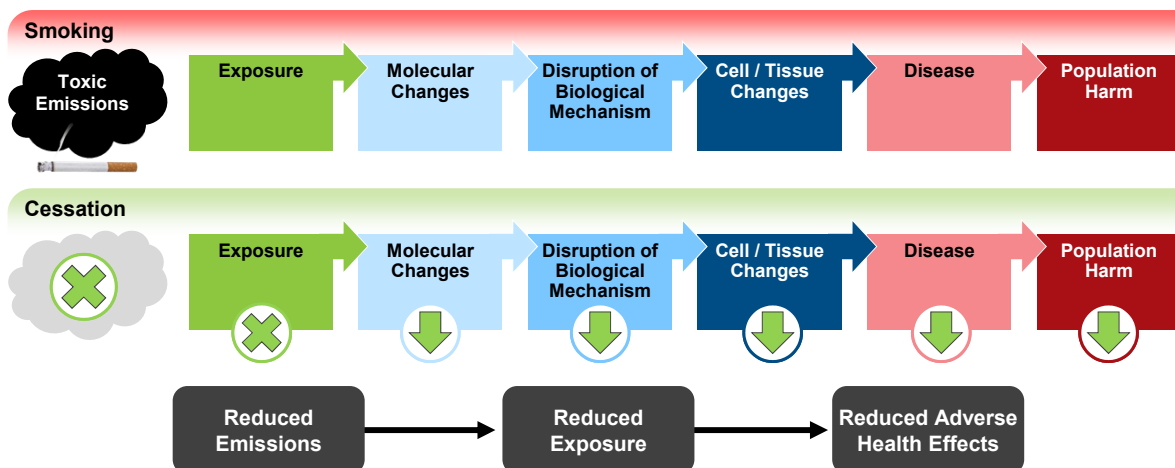 Smoking
Toxic
Emissions
Exposure
Molecular
Changes
Disruption of
Biological
Mechanism
Cell / Tissue
Changes
Disease
Population
Harm
Cessation
Exposure
Molecular
Changes
Disruption of
Biological
Mechanism
Cell / Tissue
Changes
Disease
Population
Harm
Reduced
Emissions
Reduced
Exposure
Reduced Adverse
Health Effects